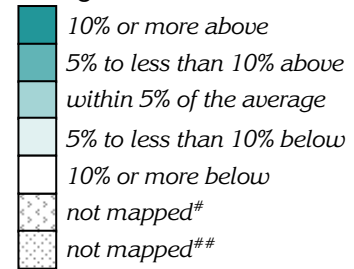 10% or more above
5% to less than 10% above
within 5% of the average
5% to less than 10% below
10% or more below
not mapped#
not mapped##